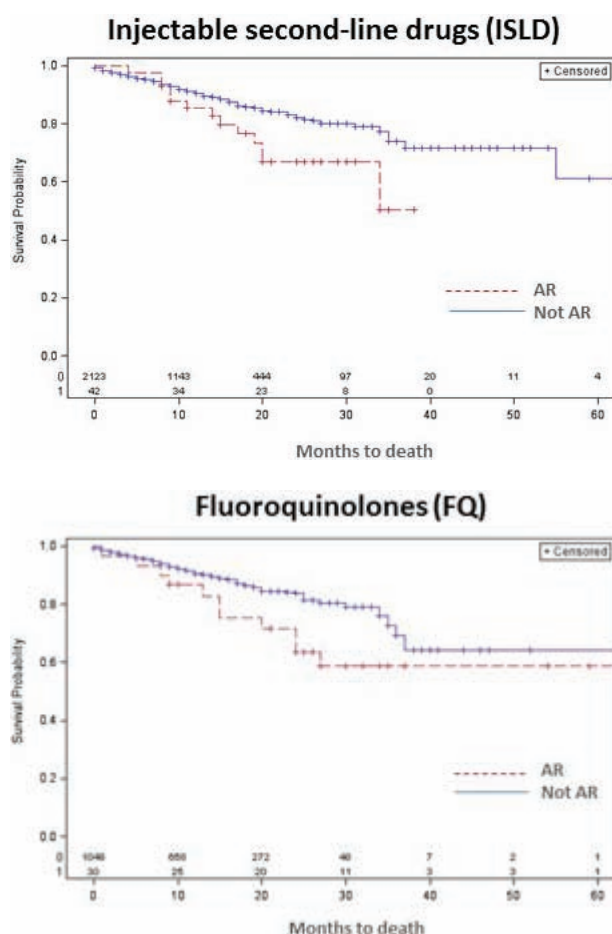 Injectable second-line drugs (ISLD)
+ Censored
1.0
0.8
0.6
0.4
0.2
0.0
Survival Probability
AR
Not AR
0 2123 1143 444 97 20 11 4
1 42 34 23 8 0
0 10 20 30 40 50 60
Months to death
Fluoroquinolones (FQ)
+ Censored
1.0
0.8
0.6
0.4
0.2
0.0
Survival Probability
AR
Not AR
0 272 7 2 1
1 30 25 20 11 3 3 1
0 10 20 30 40 50 60
Months to death